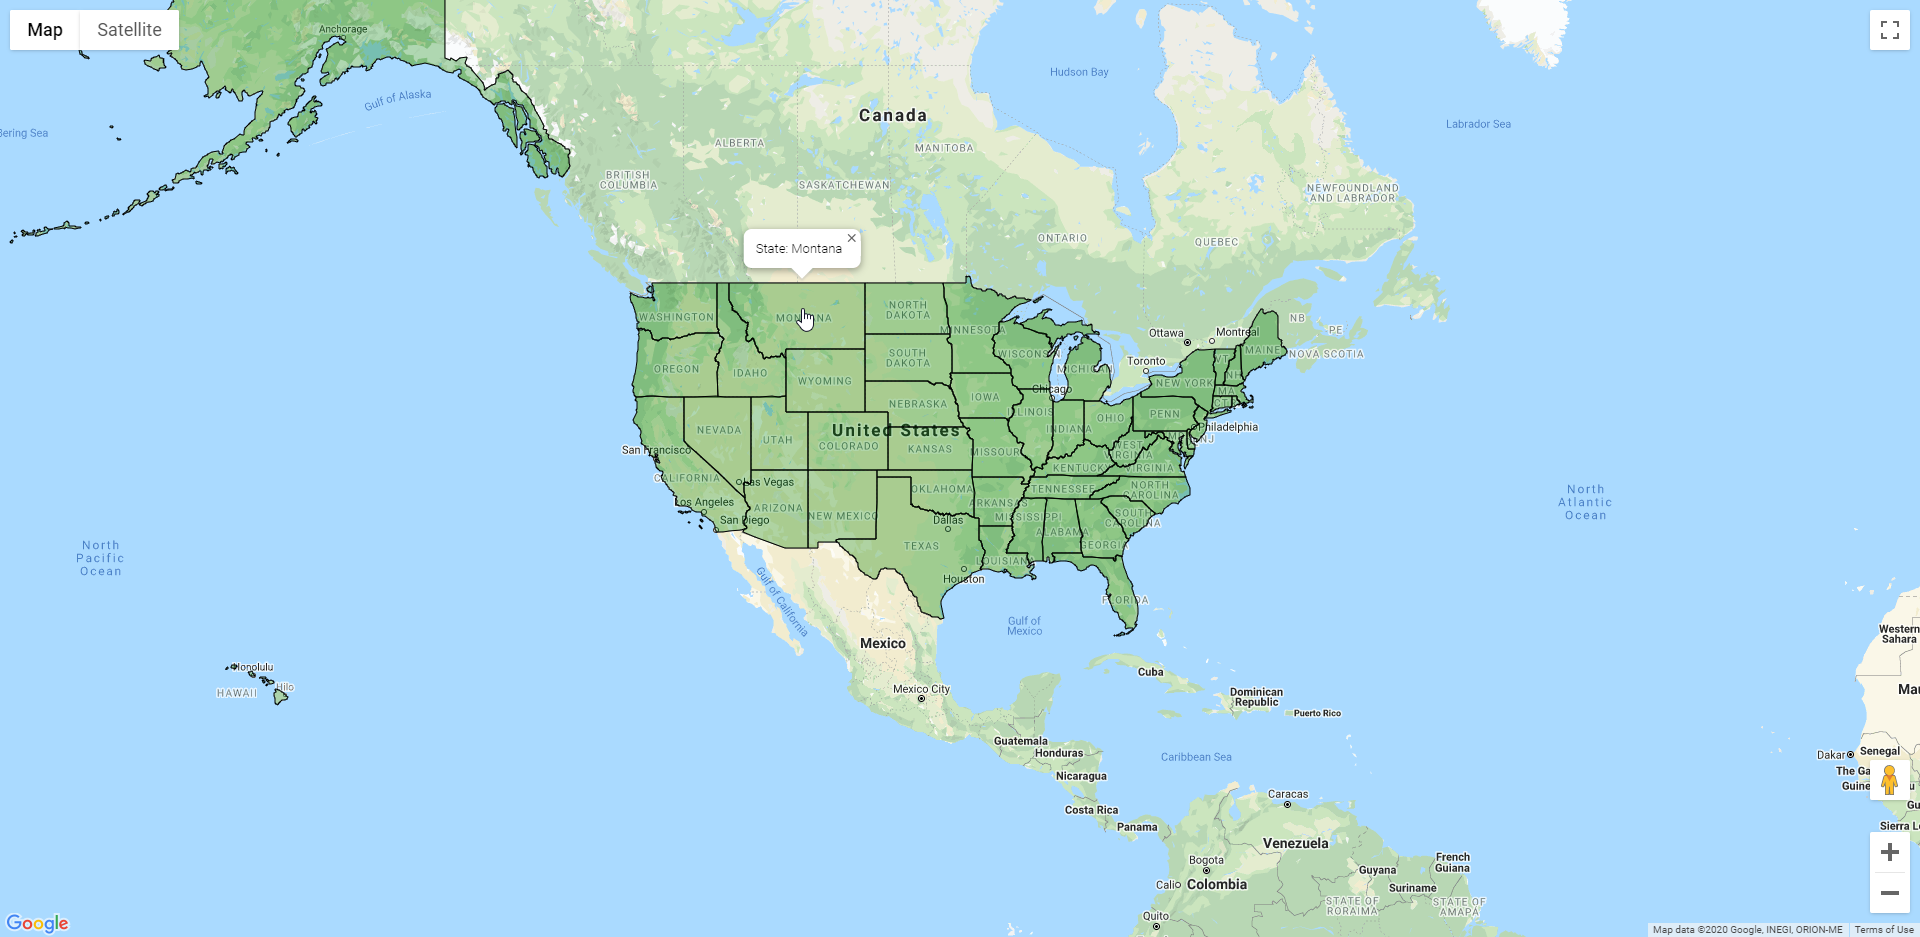 Map
Satellite
Anchorage
Gulf of Alaska
Bering Sea
Hudson Bay
Canada
Labrador Sea
ALBERTA
MANITOBA
BRITISH
COLUMBIA
SASKATCHEWAN
NEWFOUNDLAND
AND LABRADOR
ONTARIO
QUEBEC
State: Montana
WASHINGTON
MONTANA
NORTH
DAKOTA
MINNESOTA
NB
PE
NOVA SCOTIA
Ottawa
Montreal
MAINE
Toronto
VT
NH
OREGON
IDAHO
WYOMING
SOUTH
DAKOTA
WISCONSIN
MICHIGAN
Chicago
NEW YORK
MA
CT
NEBRASKA
IOWA
ILLINOIS
INDIANA
OHIO
PENN
Philadelphia
NJ
NEVADA
UTAH
United States
COLORADO
KANSAS
MISSOURI
WEST
VIRGINIA
KENTUCKY
VIRGINIA
San Francisco
CALIFORNIA
Las Vegas
Los Angeles
San Diego
ARIZONA
NEW MEXICO
OKLAHOMA
ARKANSAS
TENNESSEE
NORTH
CAROLINA
SOUTH
CAROLINA
MISSISSIPPI
ALABAMA
GEORGIA
Dallas
TEXAS
LOUISIANA
Houston
FLORIDA
North
Atlantic
Ocean
North
Pacific
Ocean
Gulf of California
Gulf of
Mexico
Mexico
Mexico City
Honolulu
HAWAII
Hilo
Cuba
Dominican
Republic
Puerto Rico
Western
Sahara
Mau
Guatemala
Honduras
Nicaragua
Caribbean Sea
Costa Rica
Panama
Caracas
Venezuela
Dakar
Senegal
The Ga
Guine
u
Gu
Sierra L
Bogota
Cali
Colombia
Guyana
French
Guiana
Suriname
STATE OF
RORAIMA
STATE OF
AMAPA
Quito
Google
Map data ©2020 Google, INEGI, ORION-ME
Terms of Use